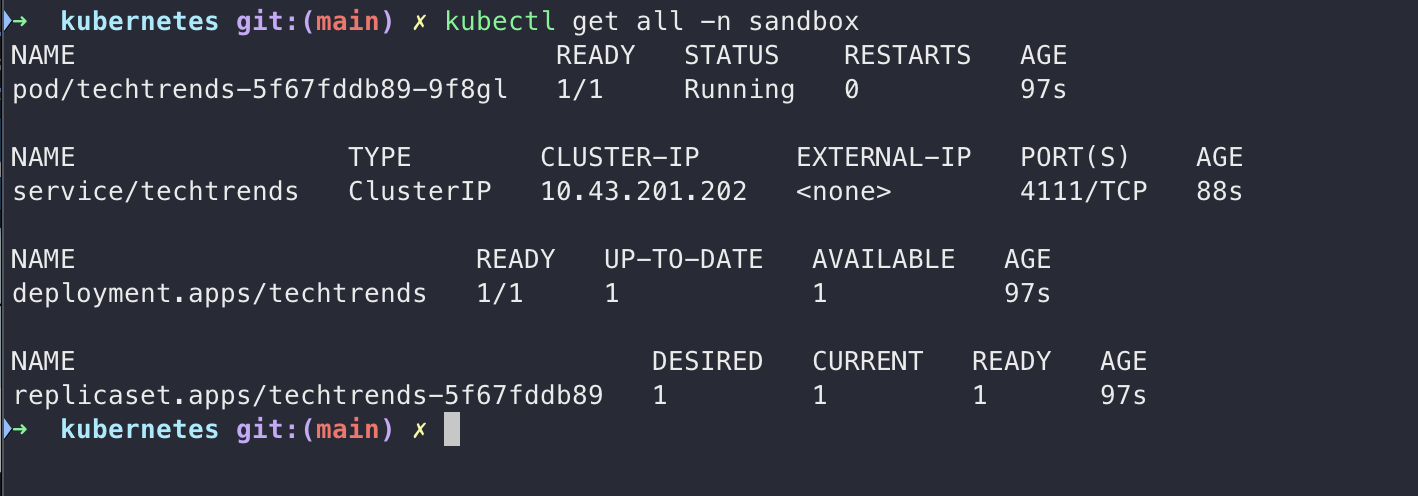 ➜ kubernetes git:(main) ✗ kubectl get all -n sandbox
NAME READY STATUS RESTARTS AGE
pod/techtrends-5f67fddb89-9f8gl 1/1 Running 0 97s
NAME TYPE CLUSTER-IP EXTERNAL-IP PORT(S) AGE
service/techtrends ClusterIP 10.43.201.202 <none> 4111/TCP 88s
NAME READY UP-TO-DATE AVAILABLE AGE
deployment.apps/techtrends 1/1 1 1 97s
NAME DESIRED CURRENT READY AGE
replicaset.apps/techtrends-5f67fddb89 1 1 1 97s
➜ kubernetes git:(main) ✗